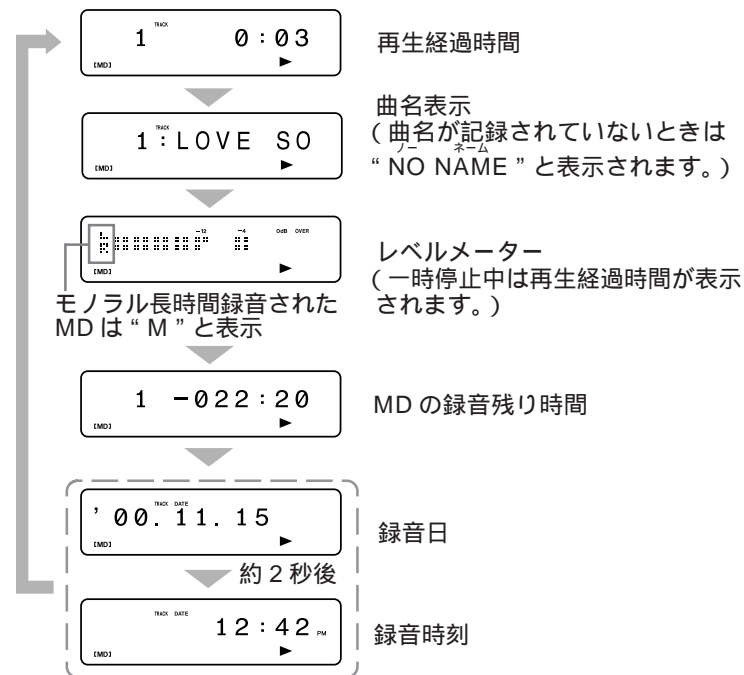 TRACK
1 0:03
[MD]
再生経過時間
TRACK
1:LOVE SO
[MD]
曲名表示
(曲名が記録されていないときは
ノー ネーム
“NO NAME”と表示されます。)
-12 -4 0dB OVER
[MD]
レベルメーター
(一時停止中は再生経過時間が表示
されます。)
モノラル長時間録音された
MDは“M”と表示
1 -022:20
[MD]
MDの録音残り時間
TRACK DATE
'00.11.15
[MD]
録音日
約2秒後
TRACK DATE
12:42 PM
[MD]
録音時刻